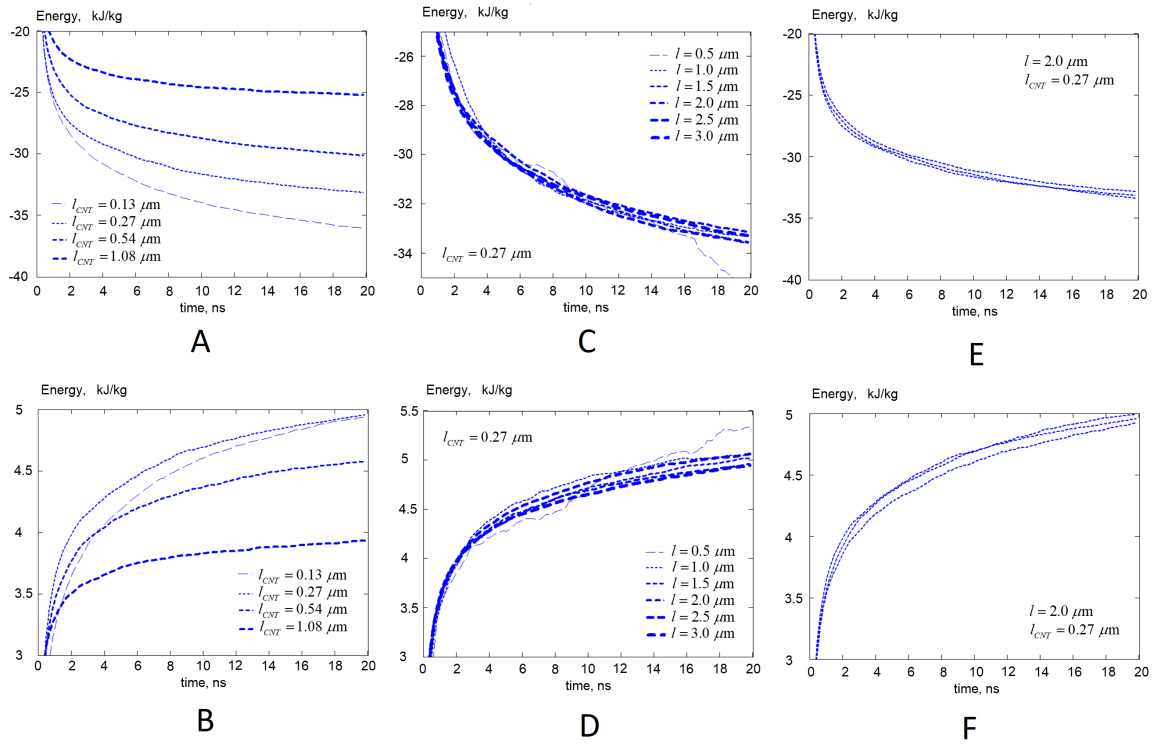 Energy, kJ/kg
-20
-25
-30
-35
-40
l_CNT = 0.13 μm
l_CNT = 0.27 μm
l_CNT = 0.54 μm
l_CNT = 1.08 μm
0 2 4 6 8 10 12 14 16 18 20
time, ns
A
Energy, kJ/kg
-26
-28
-30
-32
-34
l = 0.5 μm
l = 1.0 μm
l = 1.5 μm
l = 2.0 μm
l = 2.5 μm
l = 3.0 μm
l_CNT = 0.27 μm
0 2 4 6 8 10 12 14 16 18 20
time, ns
C
Energy, kJ/kg
-20
-25
-30
-35
-40
l = 2.0 μm
l_CNT = 0.27 μm
0 2 4 6 8 10 12 14 16 18 20
time, ns
E
Energy, kJ/kg
5
4.5
4
3.5
3
l_CNT = 0.13 μm
l_CNT = 0.27 μm
l_CNT = 0.54 μm
l_CNT = 1.08 μm
0 2 4 6 8 10 12 14 16 18 20
time, ns
B
Energy, kJ/kg
5.5
5
4.5
4
3.5
3
l_CNT = 0.27 μm
l = 0.5 μm
l = 1.0 μm
l = 1.5 μm
l = 2.0 μm
l = 2.5 μm
l = 3.0 μm
0 2 4 6 8 10 12 14 16 18 20
time, ns
D
Energy, kJ/kg
5
4.5
4
3.5
3
l = 2.0 μm
l_CNT = 0.27 μm
0 2 4 6 8 10 12 14 16 18 20
time, ns
F